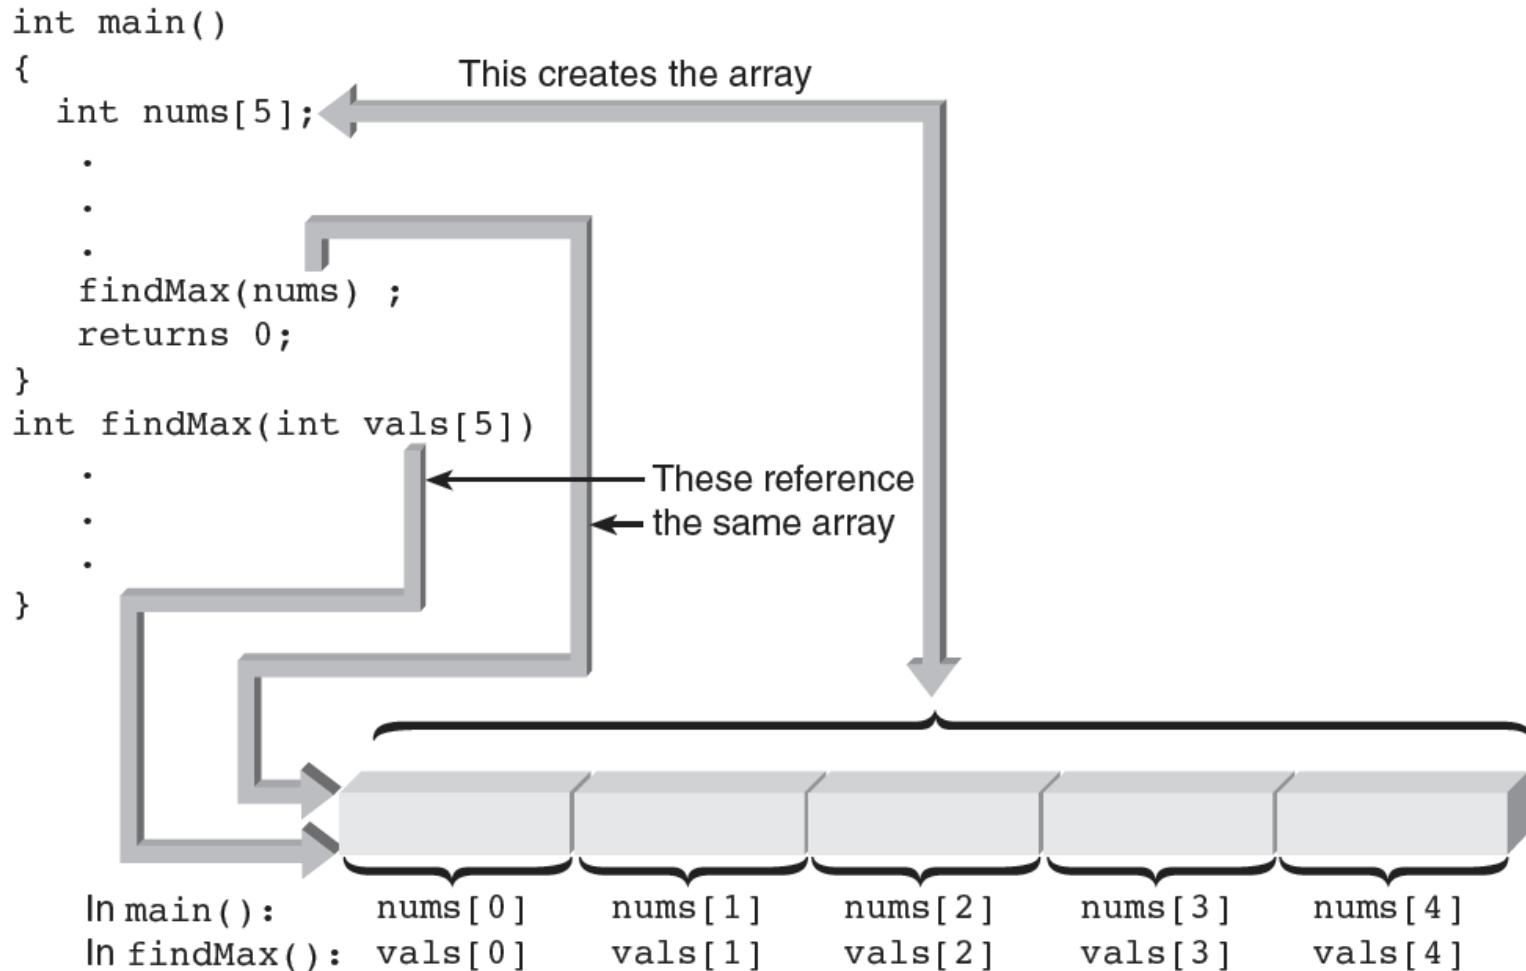 int main()
{
This creates the array
int nums[5];
.
.
.
findMax(nums) ;
returns 0;
}
int findMax(int vals[5])
.
These reference
.
the same array
.
}
In main(): nums[0] nums[1] nums[2] nums[3] nums[4]
In findMax(): vals[0] vals[1] vals[2] vals[3] vals[4]